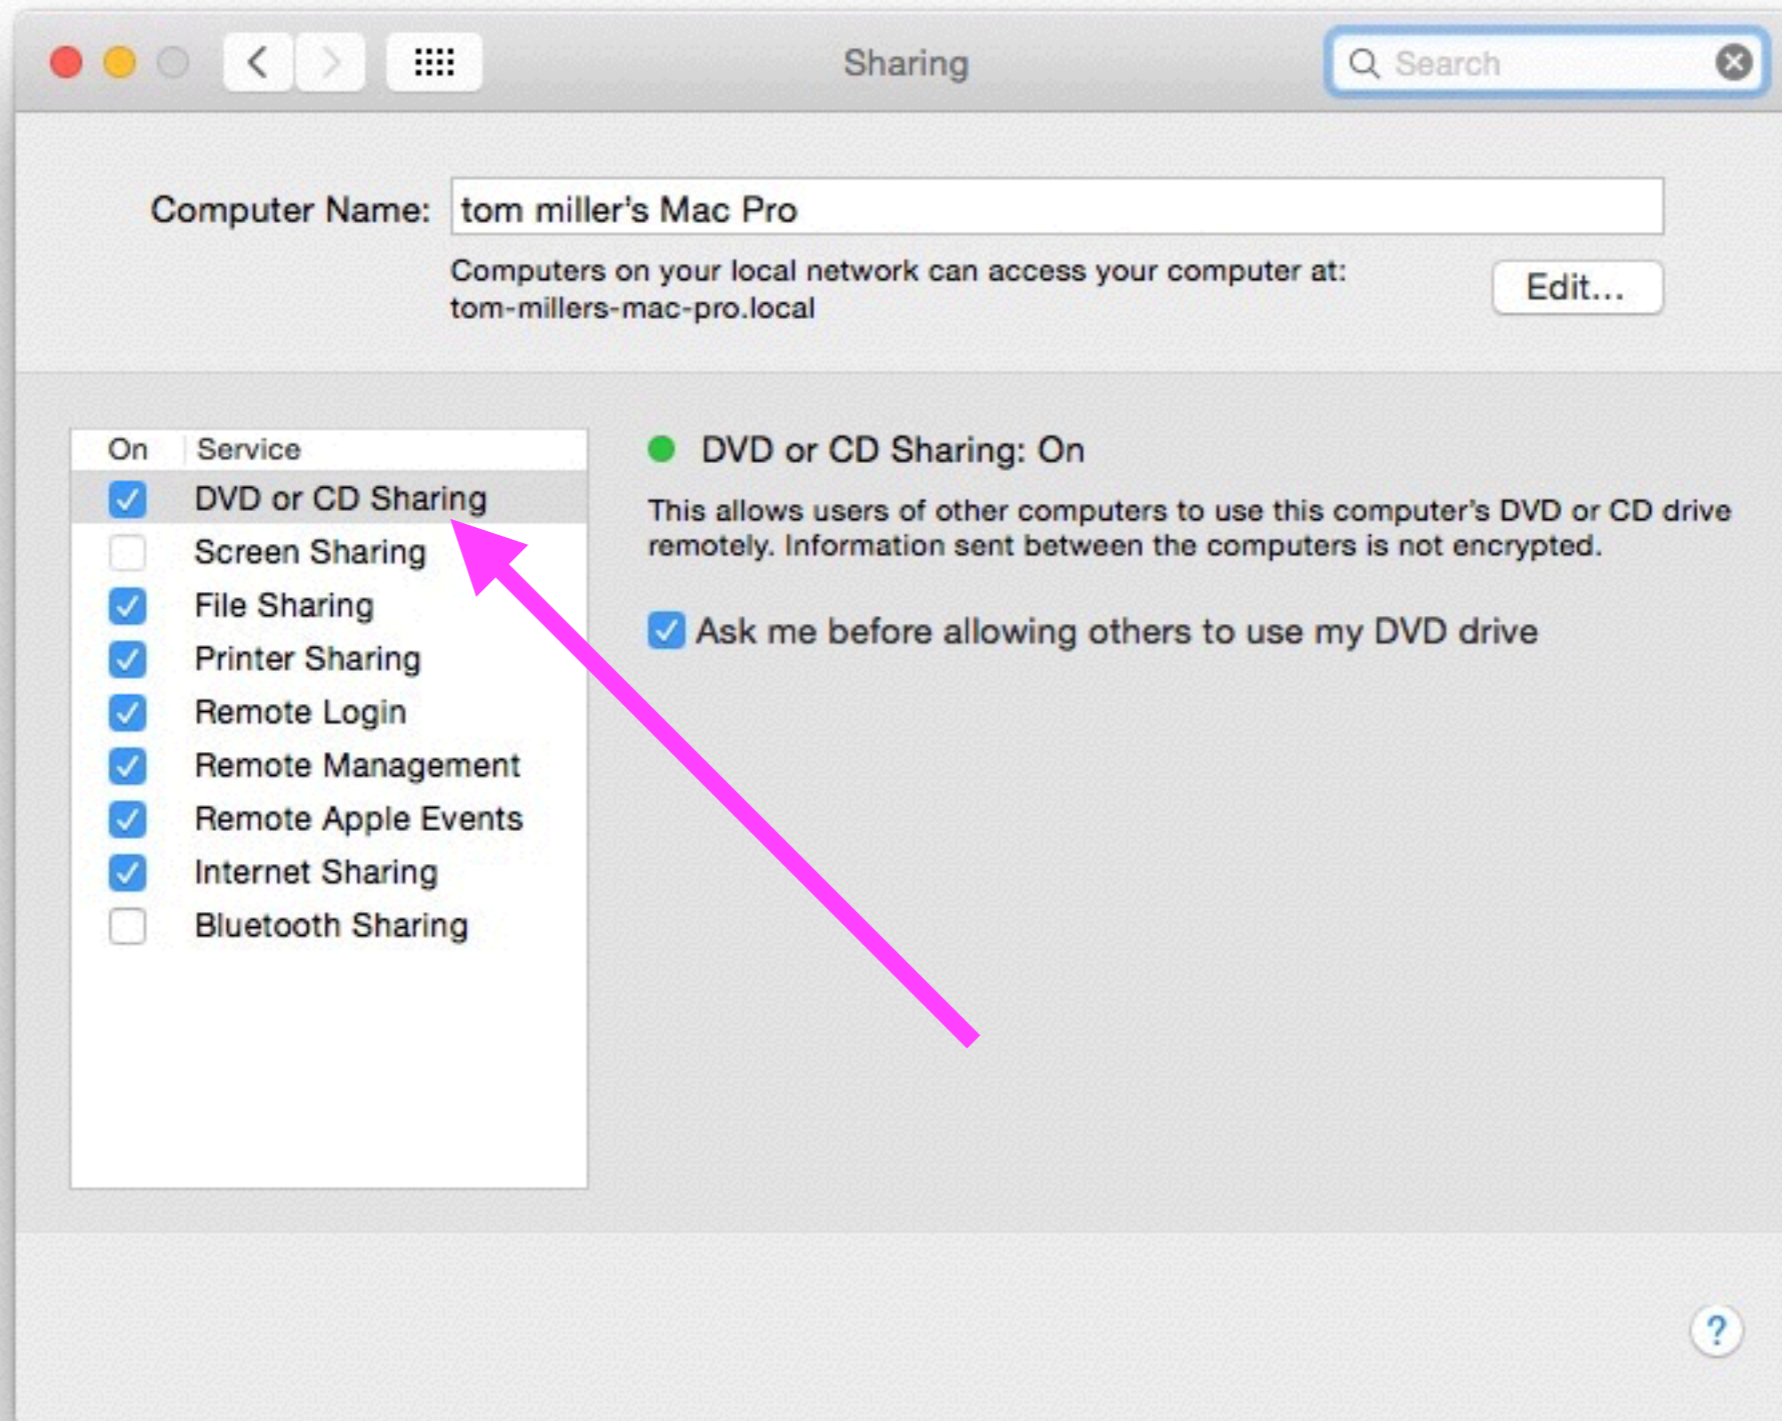 Sharing
Search
Computer Name: tom miller's Mac Pro
Computers on your local network can access your computer at:
tom-millers-mac-pro.local
Edit...
On Service
DVD or CD Sharing
Screen Sharing
File Sharing
Printer Sharing
Remote Login
Remote Management
Remote Apple Events
Internet Sharing
Bluetooth Sharing
DVD or CD Sharing: On
This allows users of other computers to use this computer's DVD or CD drive
remotely. Information sent between the computers is not encrypted.
Ask me before allowing others to use my DVD drive
?